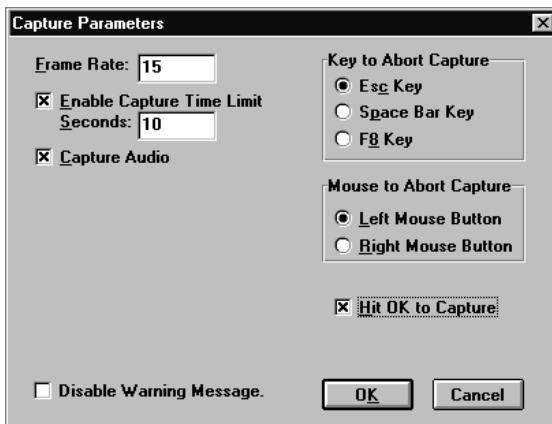 Capture Parameters
Frame Rate: 15
Enable Capture Time Limit
Seconds: 10
Capture Audio
Key to Abort Capture
Esc Key
Space Bar Key
F8 Key
Mouse to Abort Capture
Left Mouse Button
Right Mouse Button
Hit OK to Capture
Disable Warning Message.
OK
Cancel